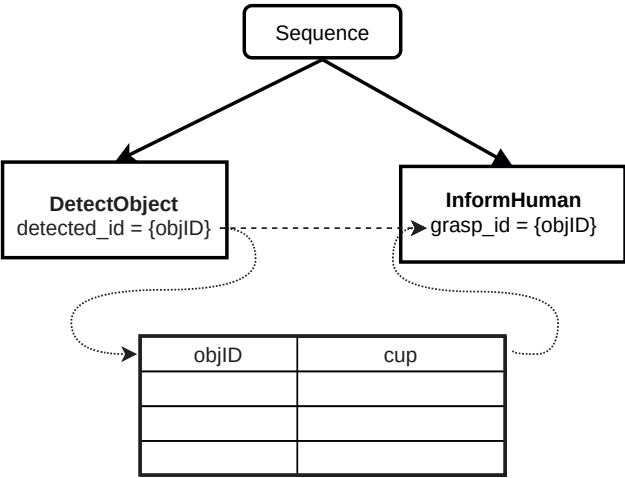 Sequence
DetectObject
detected_id = {objID}
InformHuman
grasp_id = {objID}
objID cup